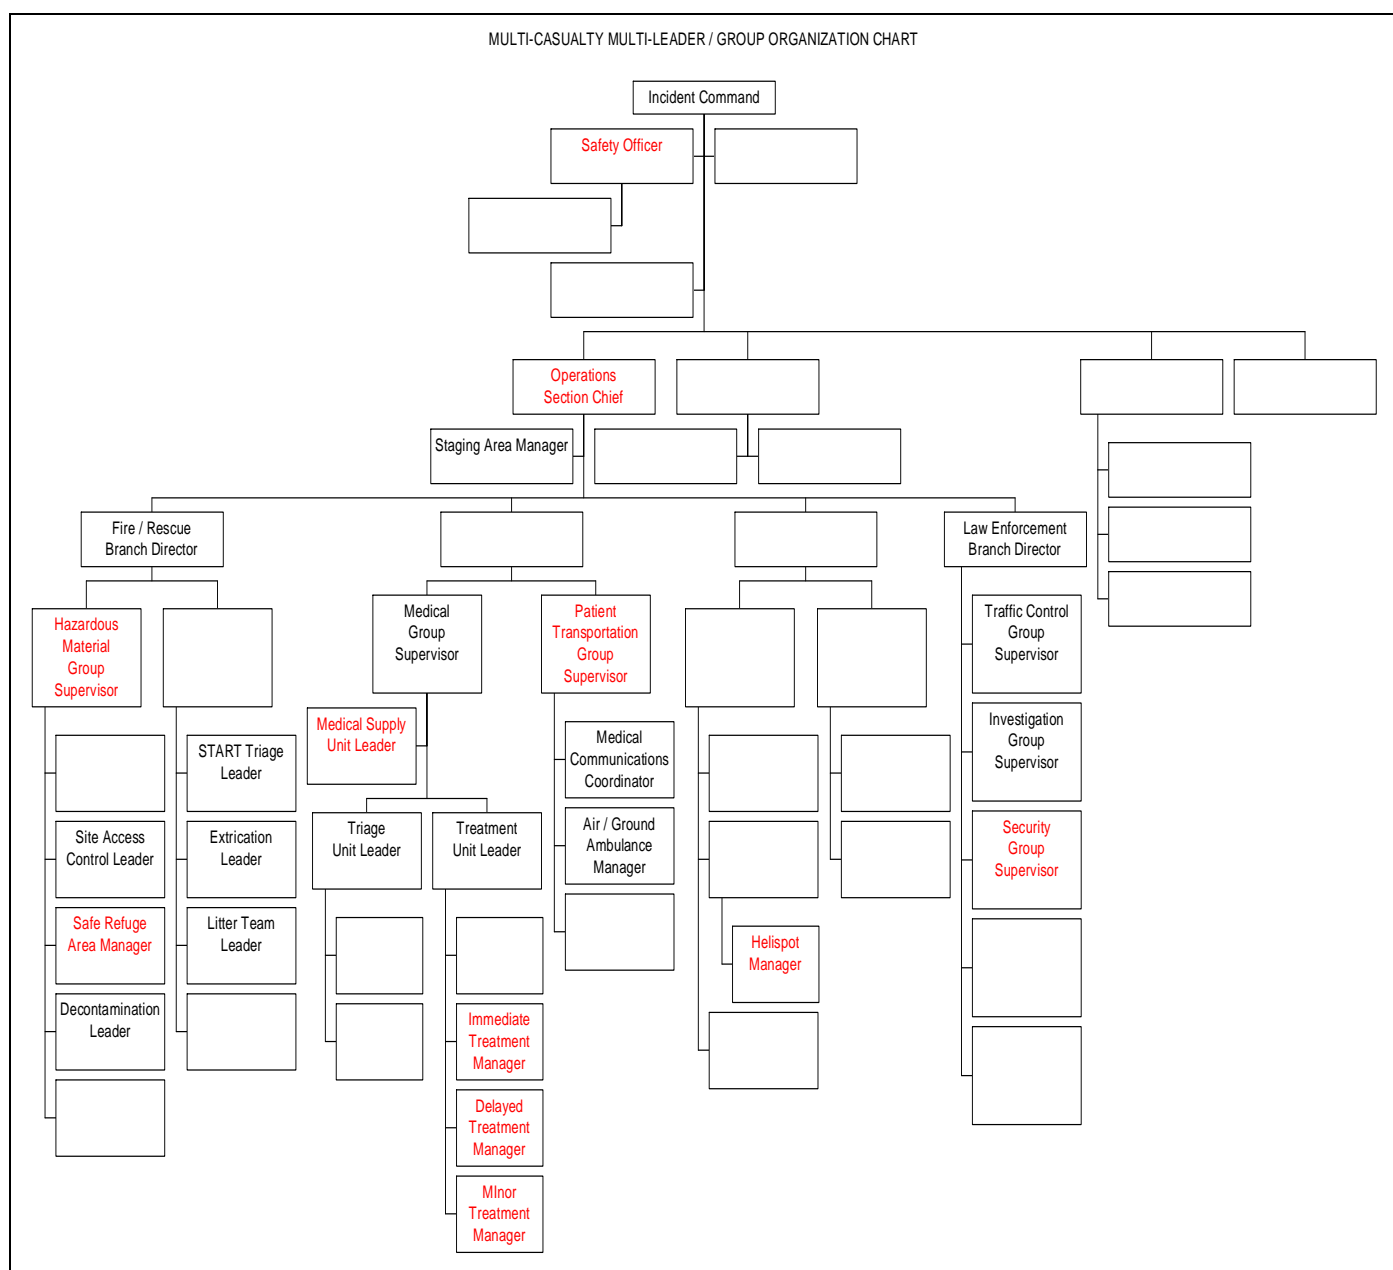 MULTI-CASUALTY MULTI-LEADER / GROUP ORGANIZATION CHART
Incident Command
Safety Officer
Operations
Section Chief
Staging Area Manager
Fire / Rescue
Branch Director
Law Enforcement
Branch Director
Hazardous
Material
Group
Supervisor
Medical
Group
Supervisor
Patient
Transportation
Group
Supervisor
Traffic Control
Group
Supervisor
Medical Supply
Unit Leader
START Triage
Leader
Medical
Communications
Coordinator
Investigation
Group
Supervisor
Site Access
Control Leader
Extrication
Leader
Triage
Unit Leader
Treatment
Unit Leader
Air / Ground
Ambulance
Manager
Security
Group
Supervisor
Safe Refuge
Area Manager
Litter Team
Leader
Helispot
Manager
Decontamination
Leader
Immediate
Treatment
Manager
Delayed
Treatment
Manager
MInor
Treatment
Manager